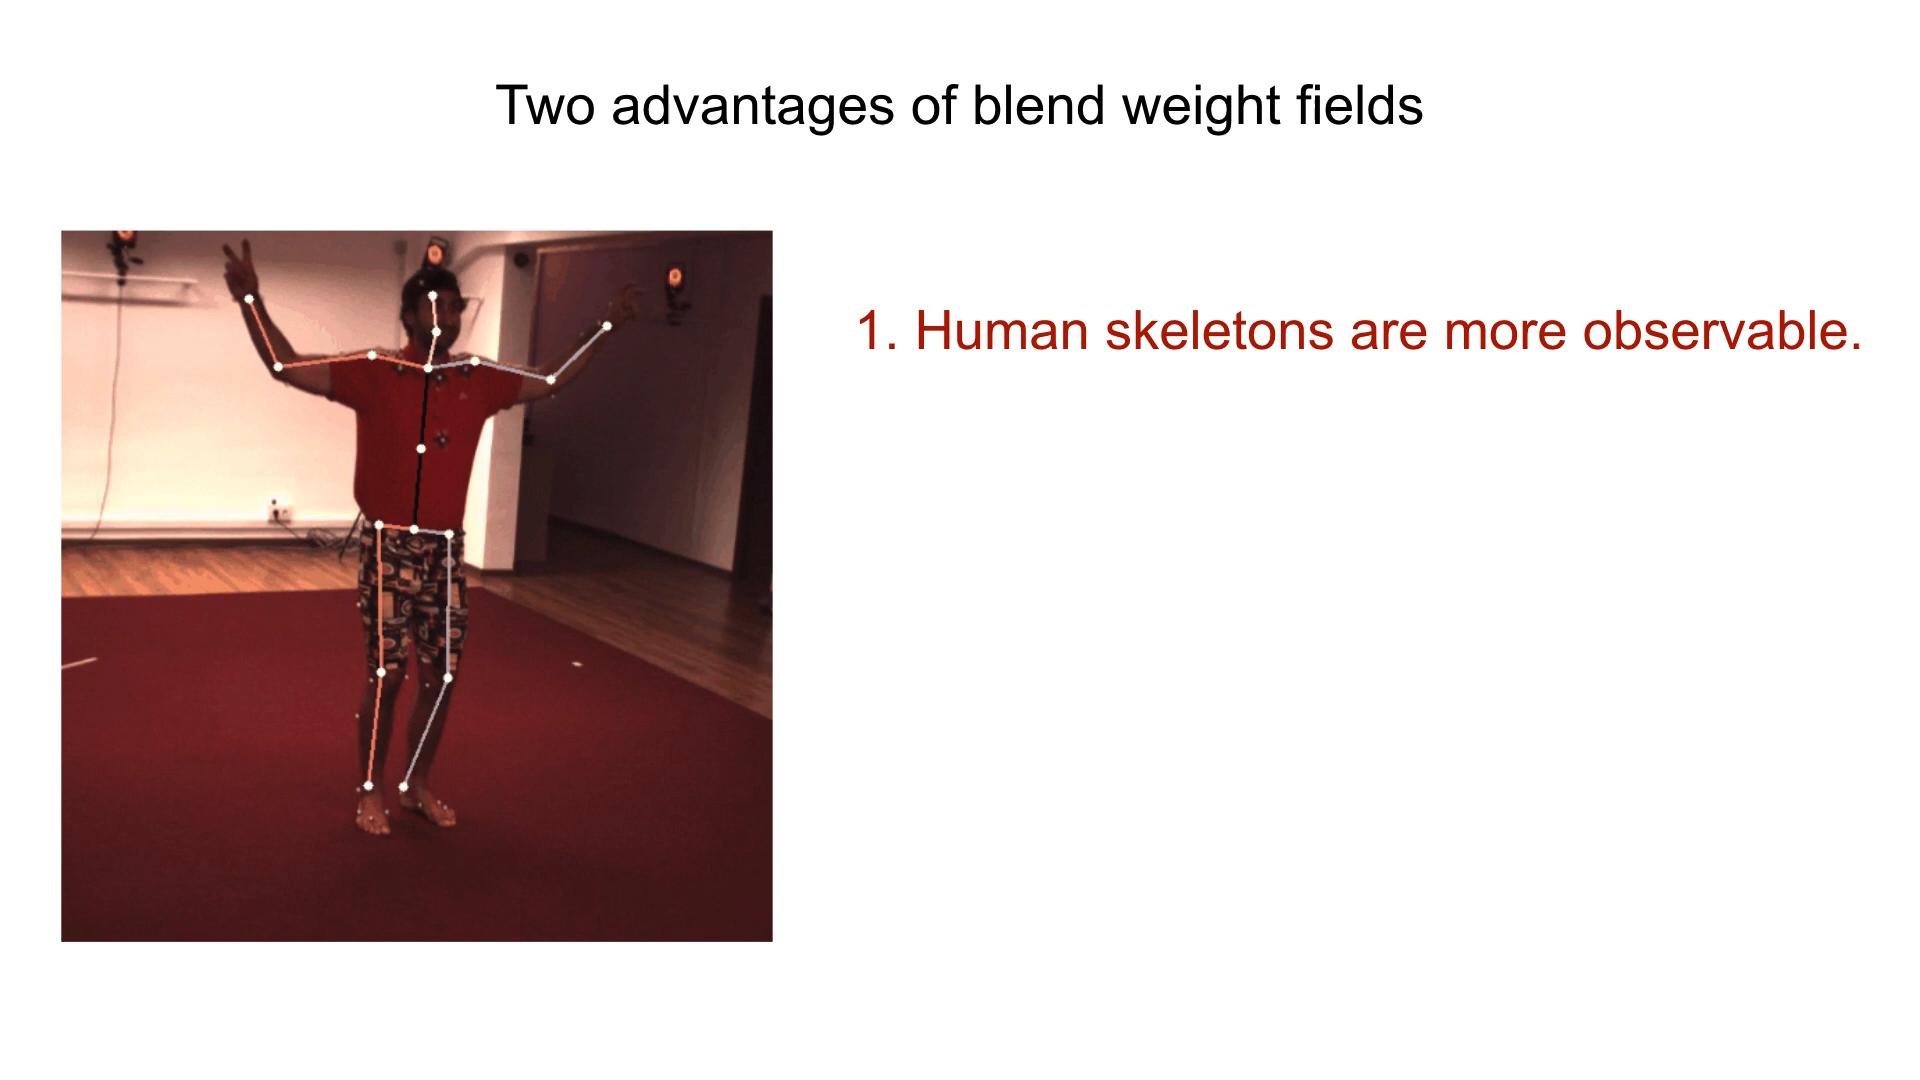 Two advantages of blend weight fields
1. Human skeletons are more observable.